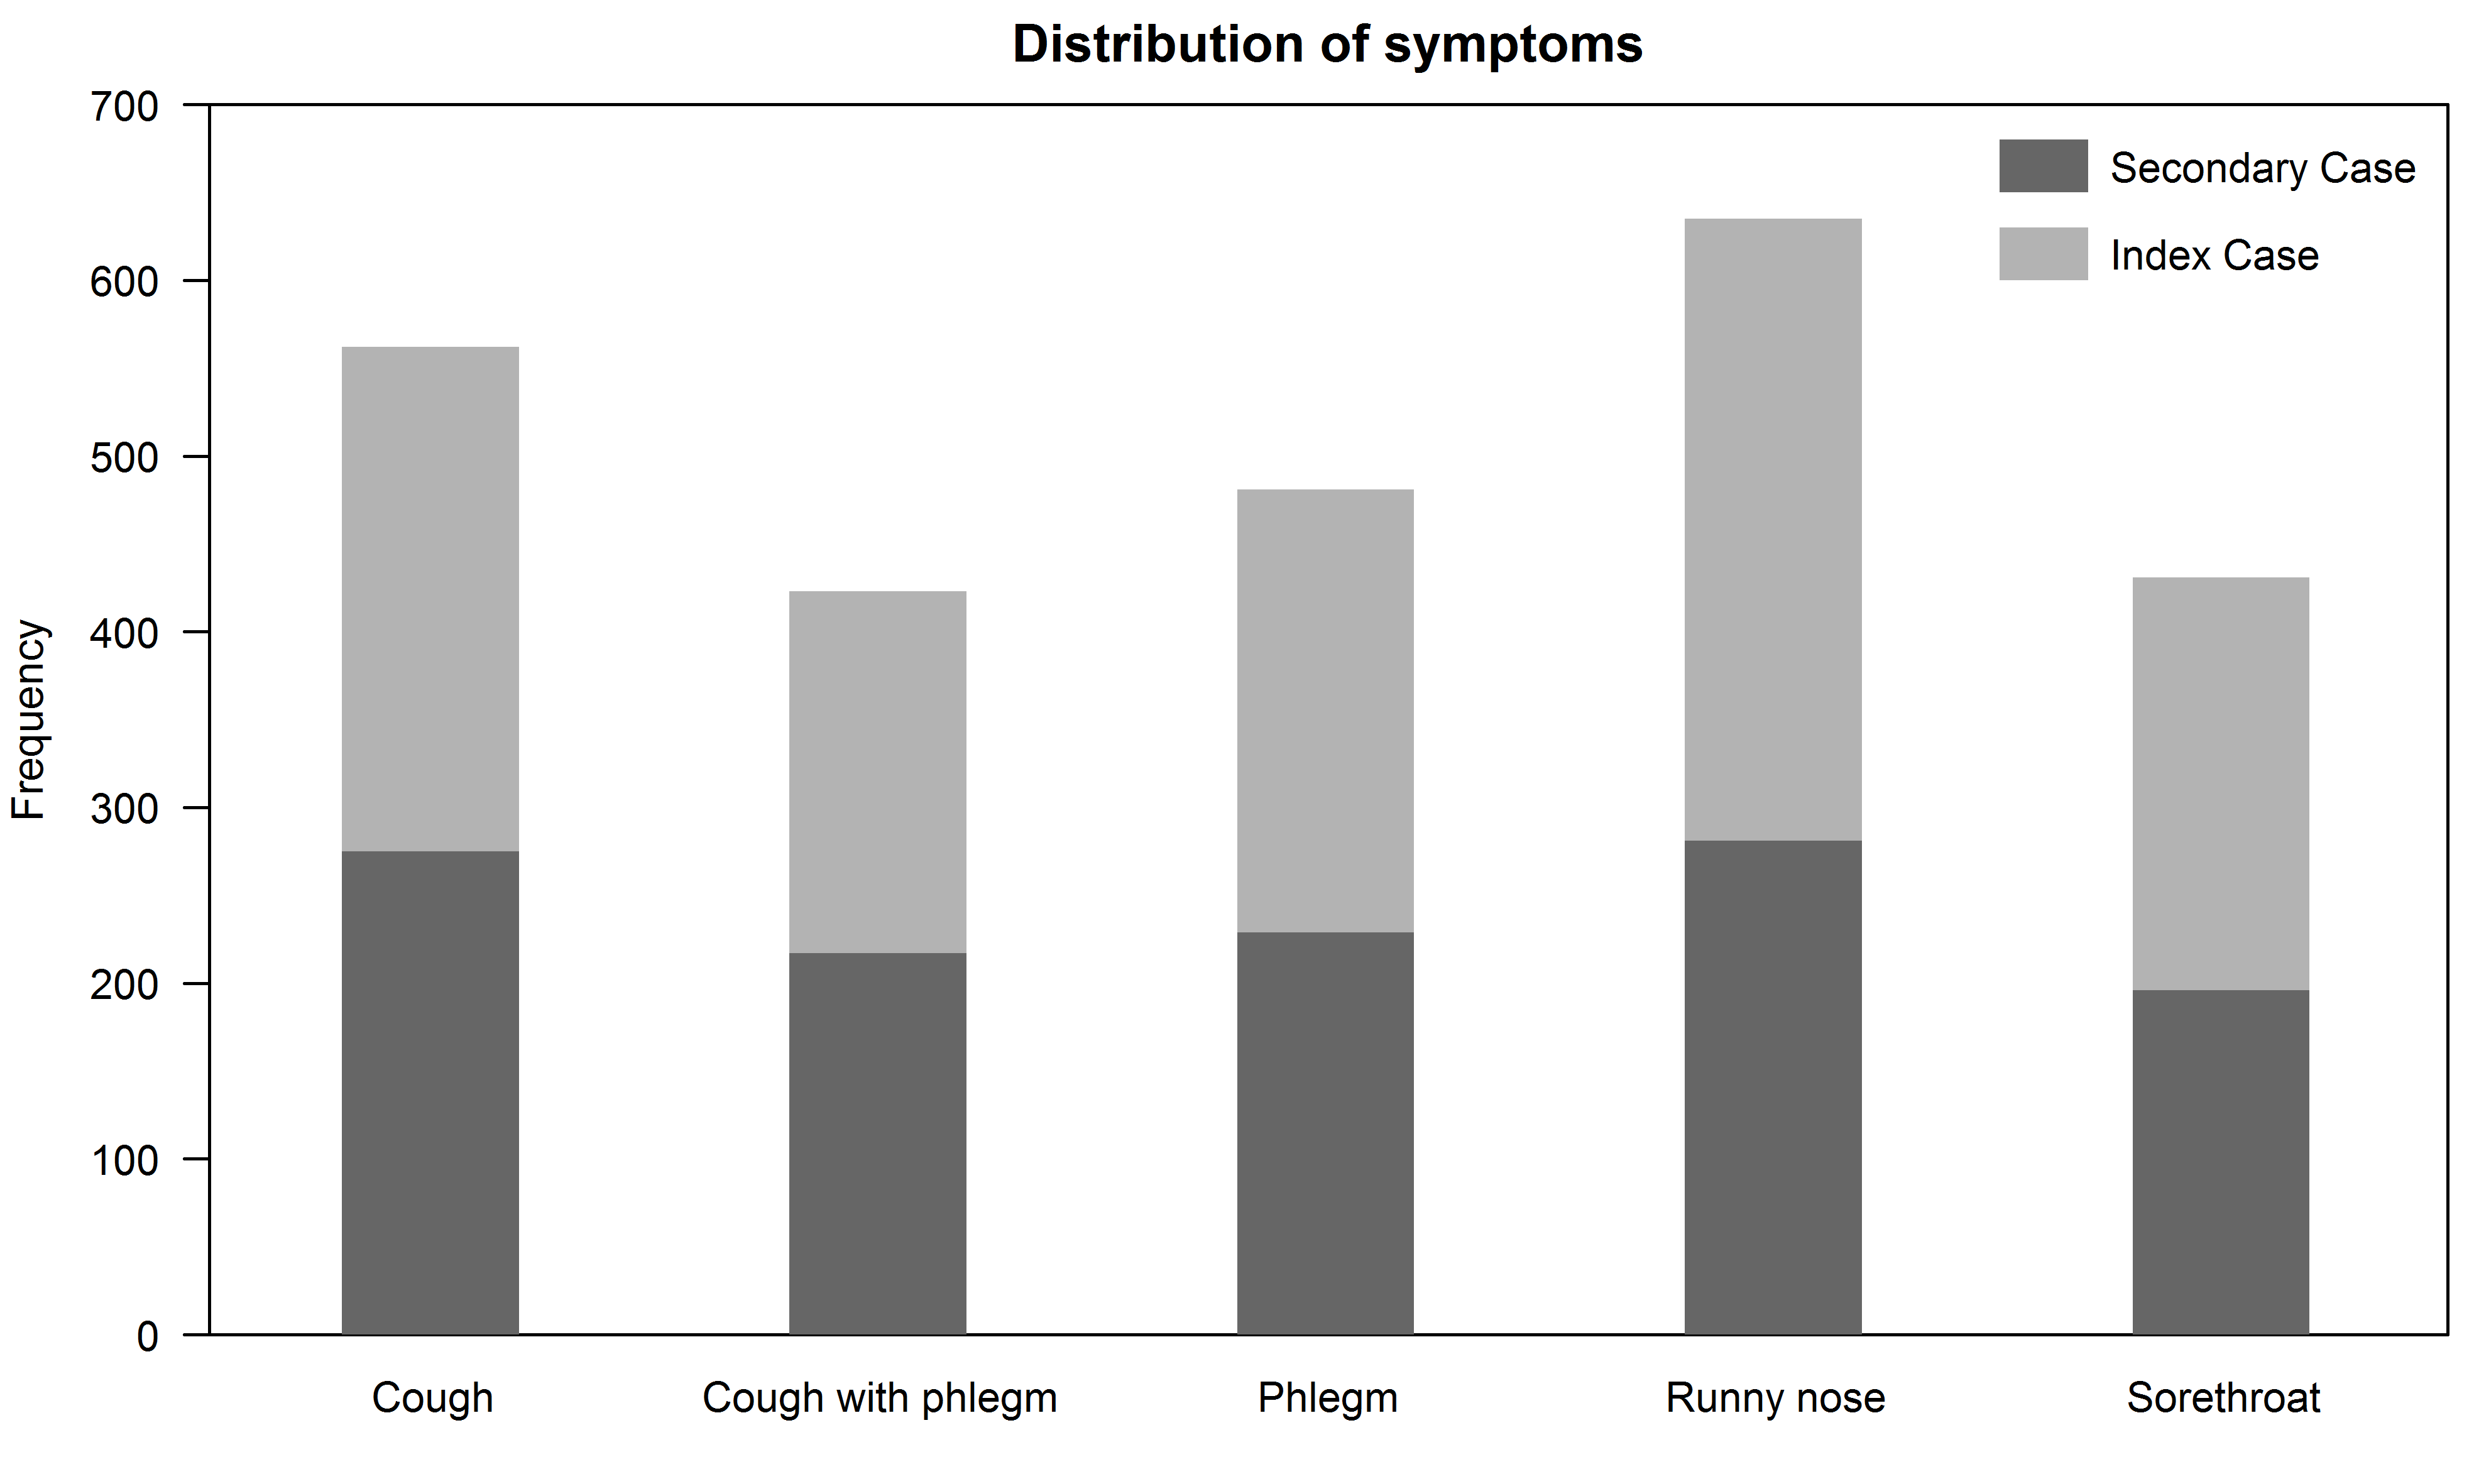 Distribution of symptoms
700
600
500
400
300
200
100
0
Frequency
Secondary Case
Index Case
Cough
Cough with phlegm
Phlegm
Runny nose
Sorethroat